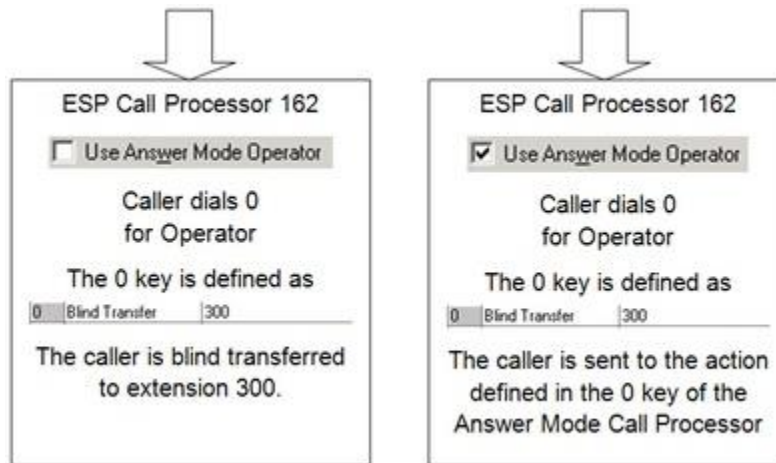 ESP Call Processor 162
Use Answer Mode Operator
Caller dials 0
for Operator
The 0 key is defined as
0 Blind Transfer 300
The caller is blind transferred
to extension 300.
ESP Call Processor 162
Use Answer Mode Operator
Caller dials 0
for Operator
The 0 key is defined as
0 Blind Transfer 300
The caller is sent to the action
defined in the 0 key of the
Answer Mode Call Processor